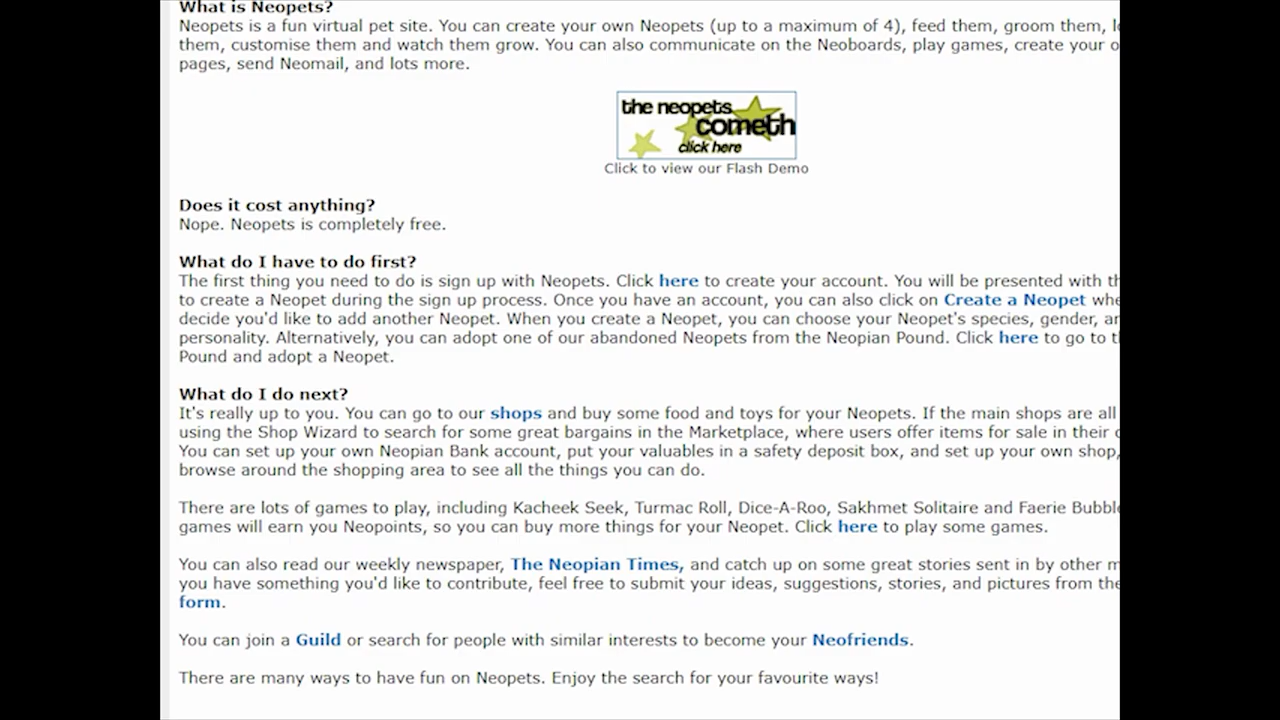 What is Neopets?
Neopets is a fun virtual pet site. You can create your own Neopets (up to a maximum of 4), feed them, groom them,
them, customise them and watch them grow. You can also communicate on the Neoboards, play games, create your
pages, send Neomail, and lots more.
the neopets
cometh
click here
Click to view our Flash Demo
Does it cost anything?
Nope. Neopets is completely free.
What do I have to do first?
The first thing you need to do is sign up with Neopets. Click here to create your account. You will be presented with
to create a Neopet during the sign up process. Once you have an account, you can also click on Create a Neopet
decide you'd like to add another Neopet. When you create a Neopet, you can choose your Neopet's species, gender,
personality. Alternatively, you can adopt one of our abandoned Neopets from the Neopian Pound. Click here to go to
Pound and adopt a Neopet.
What do I do next?
It's really up to you. You can go to our shops and buy some food and toys for your Neopets. If the main shops are all
using the Shop Wizard to search for some great bargains in the Marketplace, where users offer items for sale in their
You can set up your own Neopian Bank account, put your valuables in a safety deposit box, and set up your own shop,
browse around the shopping area to see all the things you can do.
There are lots of games to play, including Kacheek Seek, Turmac Roll, Dice-A-Roo, Sakhmet Solitaire and Faerie
games will earn you Neopoints, so you can buy more things for your Neopet. Click here to play some games.
You can also read our weekly newspaper, The Neopian Times, and catch up on some great stories sent in by other
you have something you'd like to contribute, feel free to submit your ideas, suggestions, stories, and pictures from
form.
You can join a Guild or search for people with similar interests to become your Neofriends.
There are many ways to have fun on Neopets. Enjoy the search for your favourite ways!